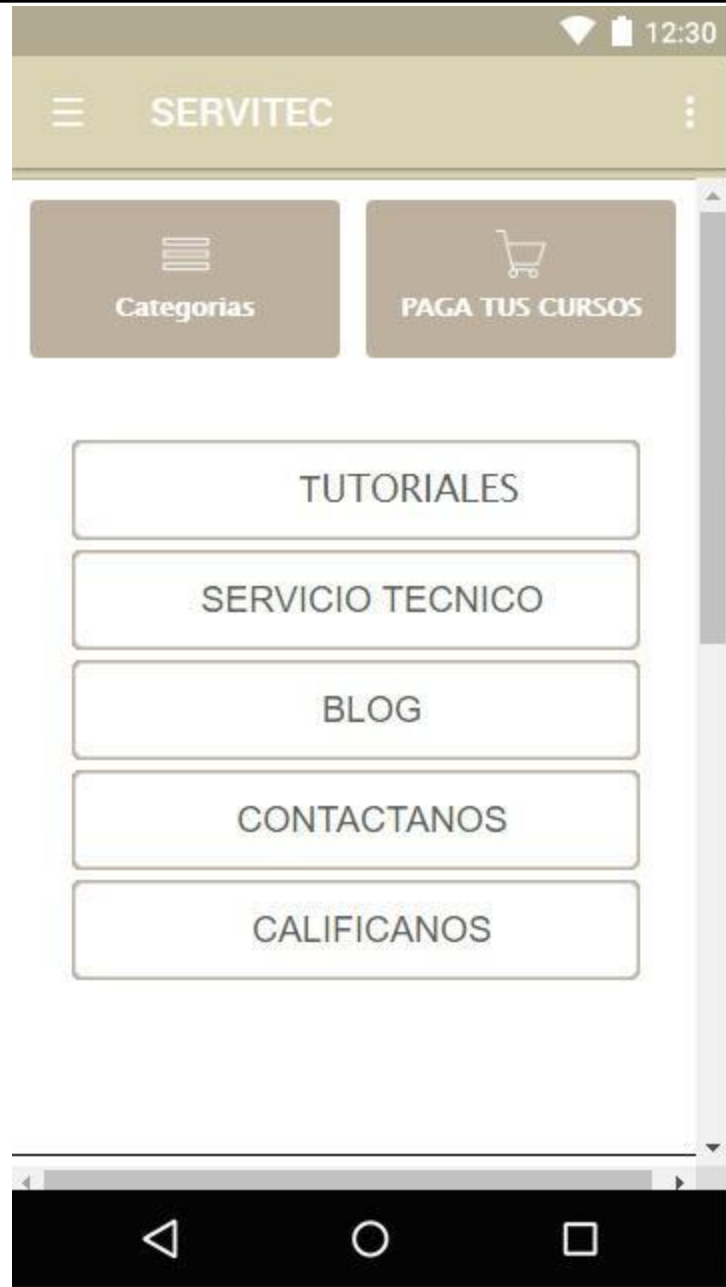 12:30
SERVITEC
Categorias
PAGA TUS CURSOS
TUTORIALES
SERVICIO TECNICO
BLOG
CONTACTANOS
CALIFICANOS